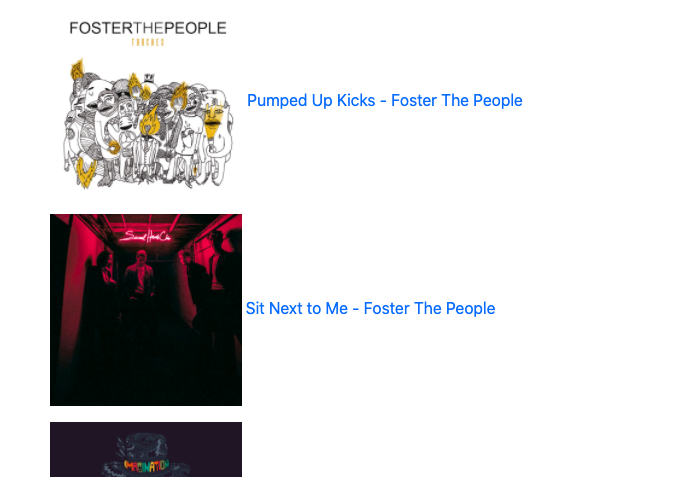 FOSTERTHEPEOPLE
TORCHES
Pumped Up Kicks - Foster The People
Sacred Hearts Club
Sit Next to Me - Foster The People
IMAGINATION